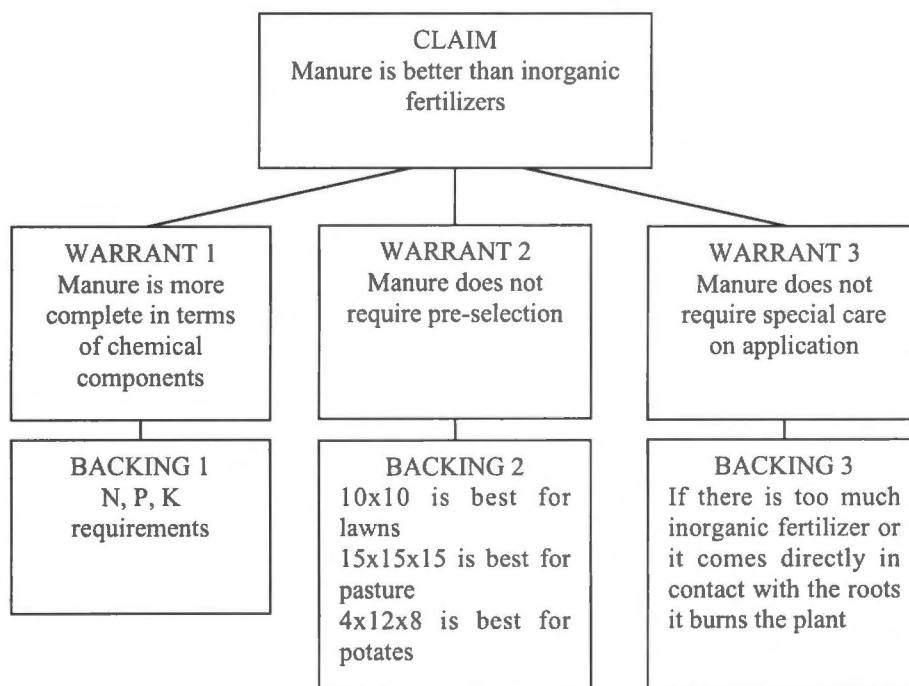 CLAIM
Manure is better than inorganic
fertilizers
WARRANT 1
Manure is more
complete in terms
of chemical
components
WARRANT 2
Manure does not
require pre-selection
WARRANT 3
Manure does not
require special care
on application
BACKING 1
N, P, K
requirements
BACKING 2
10x10 is best for
lawns
15x15x15 is best for
pasture
4x12x8 is best for
potates
BACKING 3
If there is too much
inorganic fertilizer or
it comes directly in
contact with the roots
it burns the plant